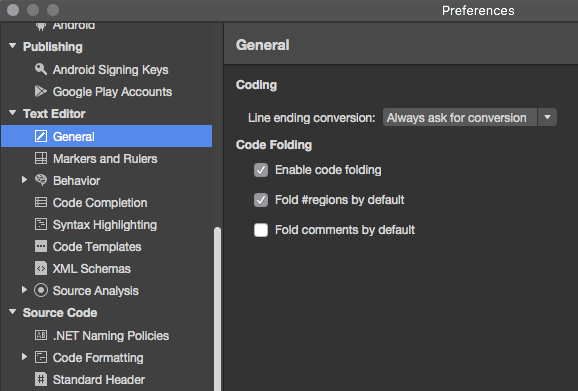 Preferences
Android
Publishing
Android Signing Keys
Google Play Accounts
Text Editor
General
Markers and Rulers
Behavior
Code Completion
Syntax Highlighting
Code Templates
XML Schemas
Source Analysis
Source Code
.NET Naming Policies
Code Formatting
Standard Header
General
Coding
Line ending conversion: Always ask for conversion
Code Folding
Enable code folding
Fold #regions by default
Fold comments by default